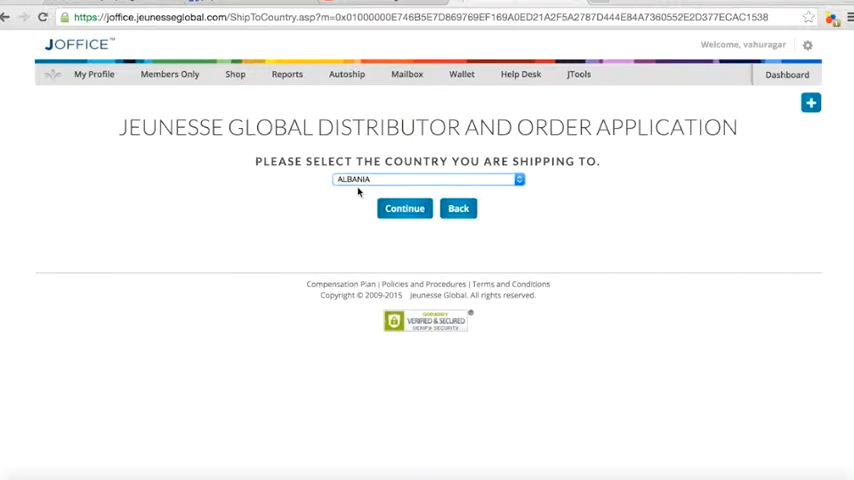 https://joffice.jeunesseglobal.com/ShipToCountry.asp?m=0x01000000E746B5E7D869769EF169A0ED21A2F5A2787D444E84A7360552E2D377ECAC1538
JOFFICE™
Welcome, vahuragar
My Profile Members Only Shop Reports Autoship Mailbox Wallet Help Desk JTools Dashboard
JEUNESSE GLOBAL DISTRIBUTOR AND ORDER APPLICATION
PLEASE SELECT THE COUNTRY YOU ARE SHIPPING TO.
ALBANIA
Continue Back
Compensation Plan | Policies and Procedures | Terms and Conditions
Copyright © 2009-2015 Jeunesse Global. All rights reserved.
GODADDY
VERIFIED & SECURED
VERIFY SECURITY